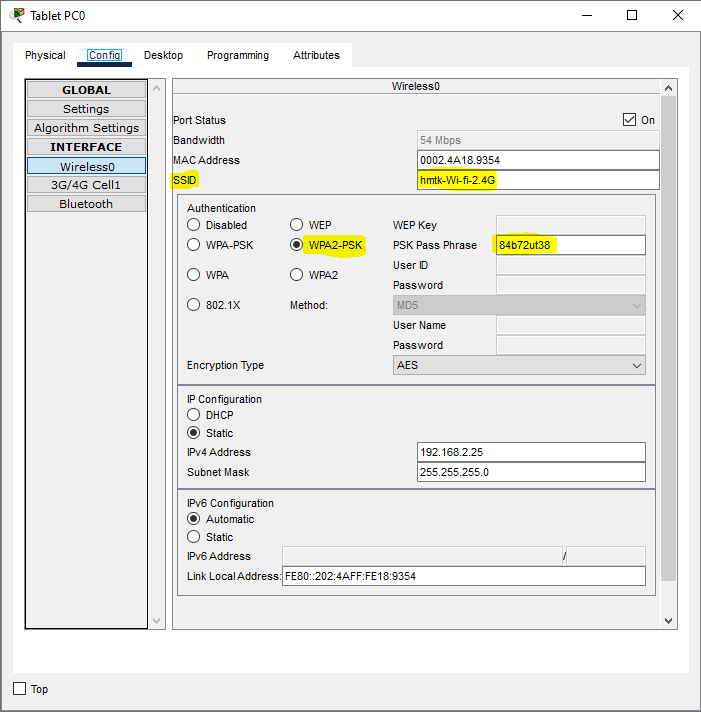 Tablet PC0
Physical Config Desktop Programming Attributes
GLOBAL
Settings
Algorithm Settings
INTERFACE
Wireless0
3G/4G Cell1
Bluetooth
Wireless0
Port Status On
Bandwidth 54 Mbps
MAC Address 0002.4A18.9354
SSID hmtk-Wi-fi-2.4G
Authentication
Disabled WEP WEP Key
WPA-PSK WPA2-PSK PSK Pass Phrase 84b72ut38
User ID
WPA WPA2
Password
802.1X Method: MD5
User Name
Password
Encryption Type AES
IP Configuration
DHCP
Static
IPv4 Address 192.168.2.25
Subnet Mask 255.255.255.0
IPv6 Configuration
Automatic
Static
IPv6 Address /
Link Local Address: FE80::202:4AFF:FE18:9354
Top